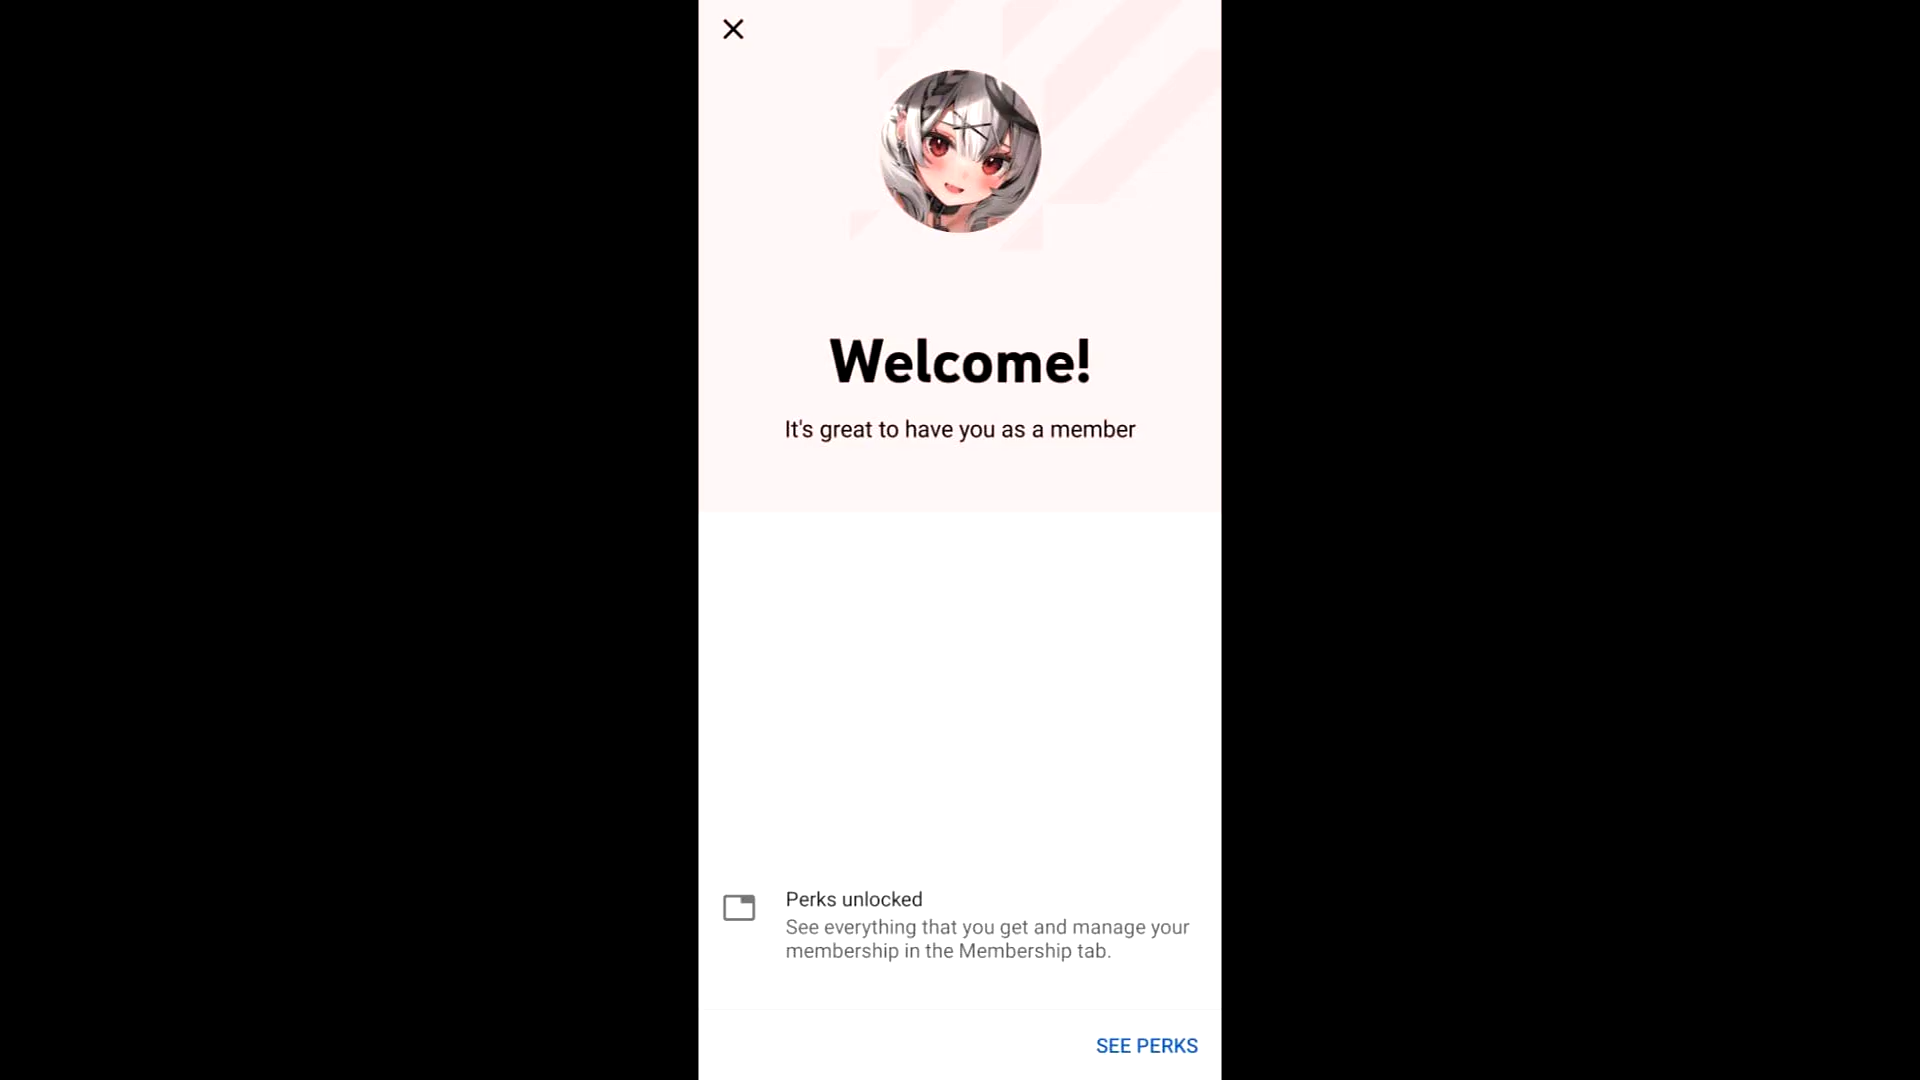 Welcome!
It's great to have you as a member
Perks unlocked
See everything that you get and manage your
membership in the Membership tab.
SEE PERKS